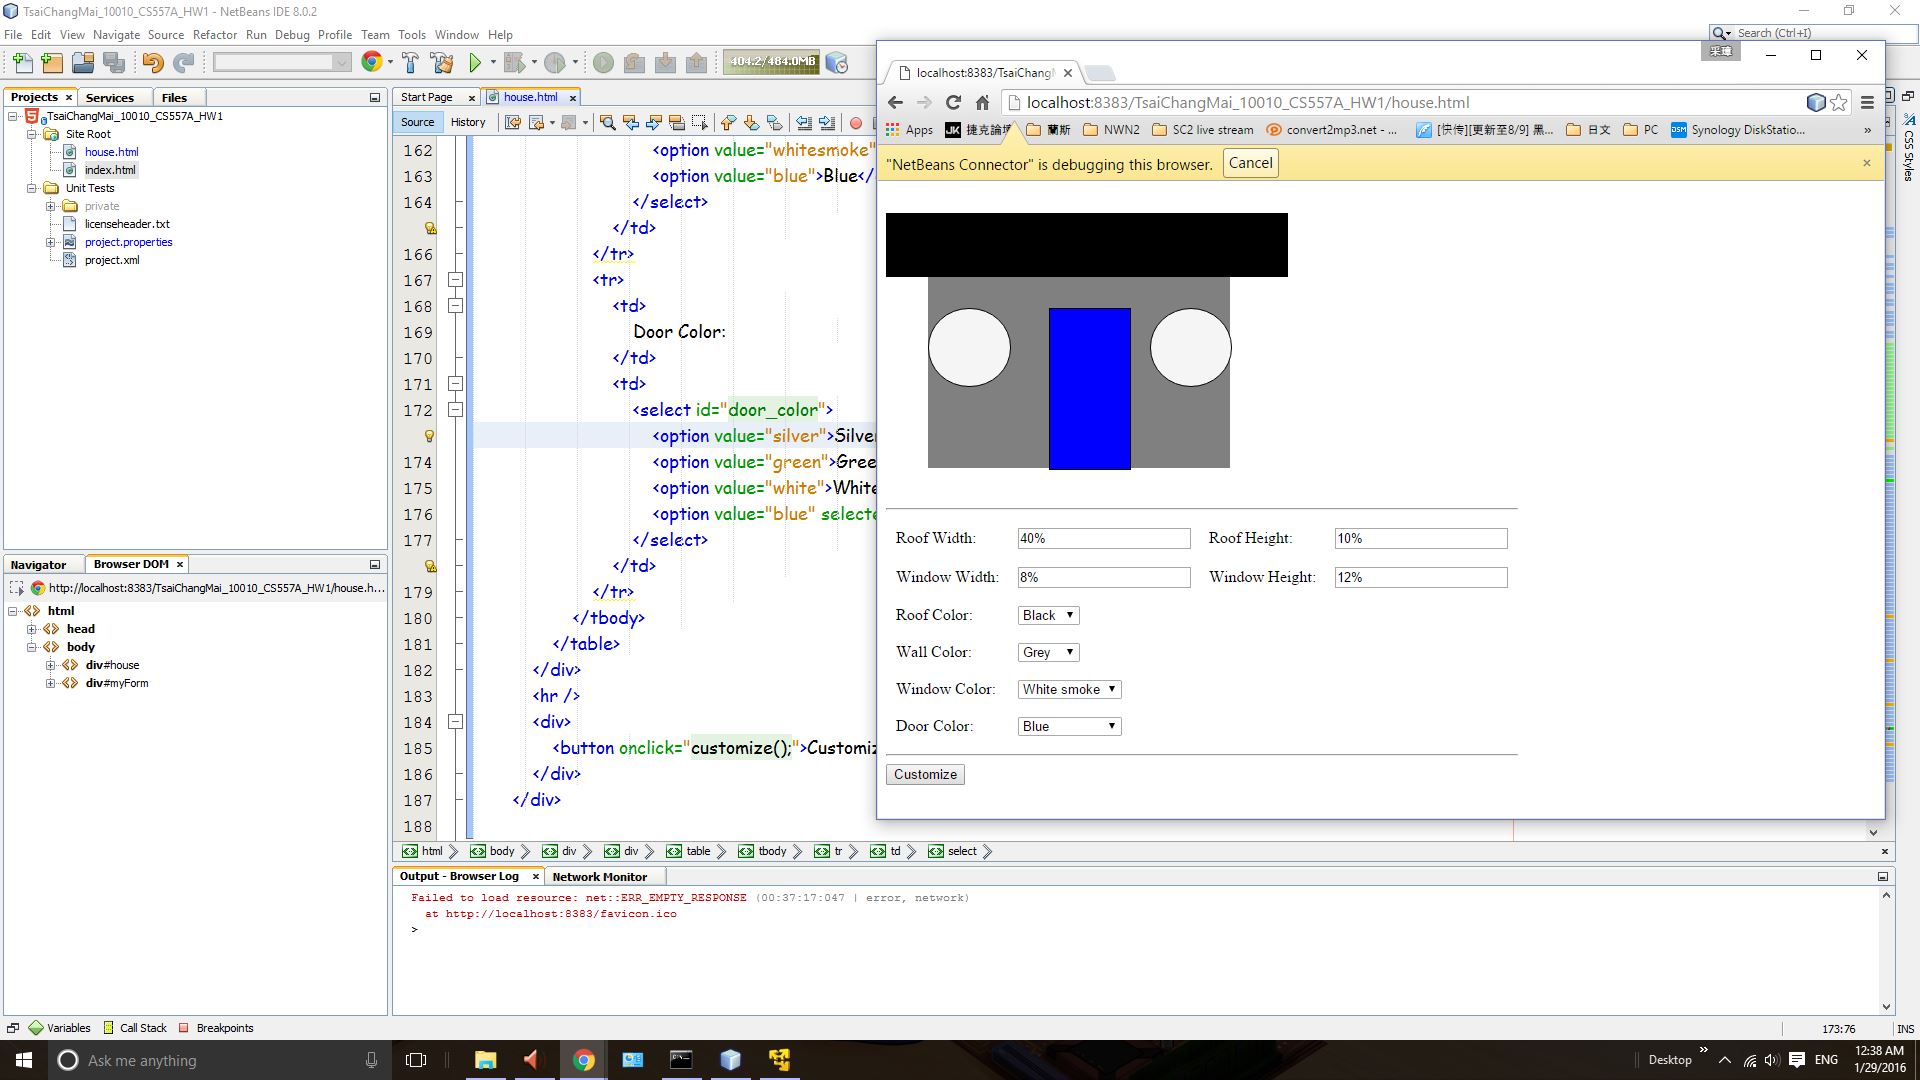 TsaiChangMai_10010_CS557A_HW1 - NetBeans IDE 8.0.2
File Edit View Navigate Source Refactor Run Debug Profile Team Tools Window Help
Search (Ctrl+I)
404.2/484.0MB
Projects Services Files
TsaiChangMai_10010_CS557A_HW1
Site Root
house.html
index.html
Unit Tests
private
licenseheader.txt
project.properties
project.xml
Navigator Browser DOM
http://localhost:8383/TsaiChangMai_10010_CS557A_HW1/house.h...
html
head
body
div#house
div#myForm
Start Page house.html
Source History
162 <option value="whitesmoke"
163 <option value="blue">Blue</
164 </select>
</td>
166 </tr>
167 <tr>
168 <td>
169 Door Color:
170 </td>
171 <td>
172 <select id="door_color">
<option value="silver">Silver
174 <option value="green">Gree
175 <option value="white">White
176 <option value="blue" selecte
177 </select>
</td>
179 </tr>
180 </tbody>
181 </table>
182 </div>
183 <hr />
184 <div>
185 <button onclick="customize();">Customiz
186 </div>
187 </div>
188
html body div div table tbody tr td select
Output - Browser Log Network Monitor
Failed to load resource: net::ERR_EMPTY_RESPONSE (00:37:17:047 | error, network)
at http://localhost:8383/favicon.ico
>
localhost:8383/TsaiChang
localhost:8383/TsaiChangMai_10010_CS557A_HW1/house.html
Apps JK 捷克論壇 蘭斯 NWN2 SC2 live stream convert2mp3.net - ... [快传][更新至8/9] 黑... 日文 PC DSM Synology DiskStatio... »
"NetBeans Connector" is debugging this browser. Cancel
Roof Width: 40% Roof Height: 10%
Window Width: 8% Window Height: 12%
Roof Color: Black
Wall Color: Grey
Window Color: White smoke
Door Color: Blue
Customize
CSS Styles
Variables Call Stack Breakpoints
173:76 INS
Ask me anything
Desktop » ENG
12:38 AM
1/29/2016